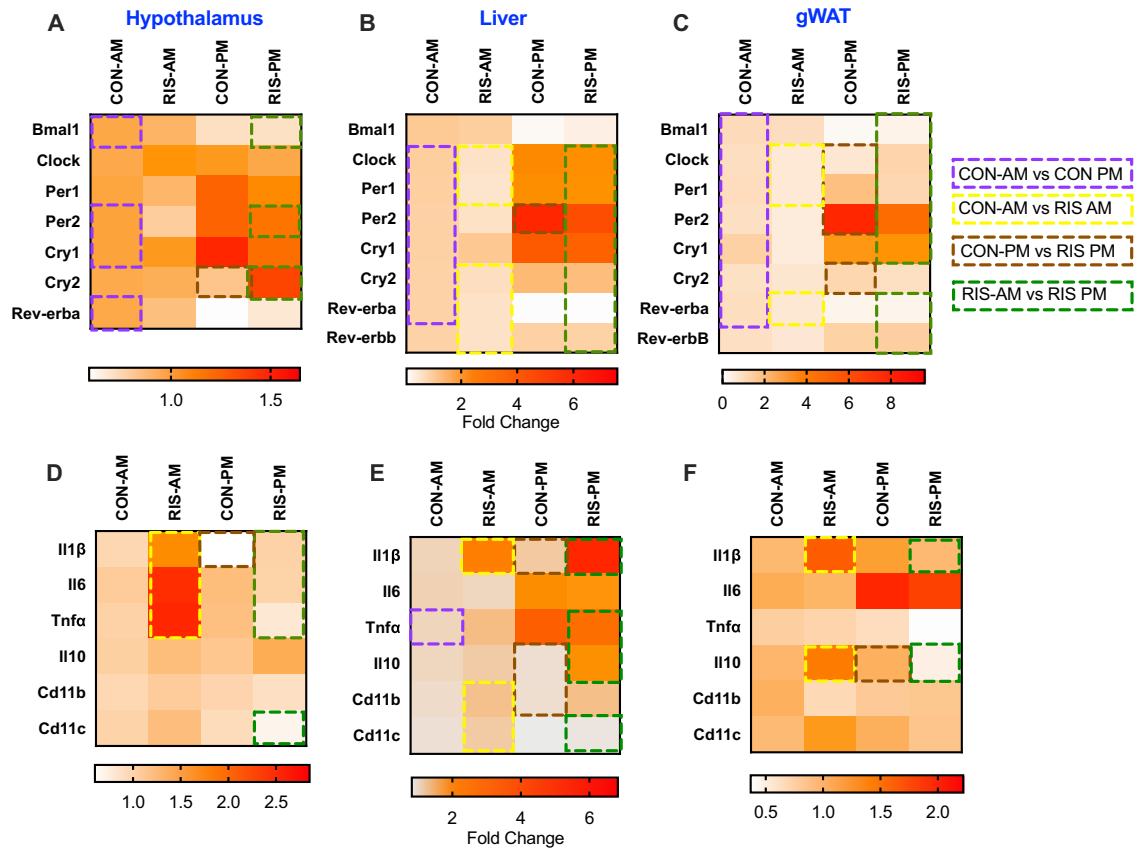 A
Hypothalamus
CON-AM
RIS-AM
CON-PM
RIS-PM
Bmal1
Clock
Per1
Per2
Cry1
Cry2
Rev-erba
1.0
1.5
B
Liver
CON-AM
RIS-AM
CON-PM
RIS-PM
Bmal1
Clock
Per1
Per2
Cry1
Cry2
Rev-erba
Rev-erbb
2
4
6
Fold Change
C
gWAT
CON-AM
RIS-AM
CON-PM
RIS-PM
Bmal1
Clock
Per1
Per2
Cry1
Cry2
Rev-erba
Rev-erbB
0
2
4
6
8
CON-AM vs CON PM
CON-AM vs RIS AM
CON-PM vs RIS PM
RIS-AM vs RIS PM
D
CON-AM
RIS-AM
CON-PM
RIS-PM
Il1β
Il6
Tnfα
Il10
Cd11b
Cd11c
1.0
1.5
2.0
2.5
E
CON-AM
RIS-AM
CON-PM
RIS-PM
Il1β
Il6
Tnfα
Il10
Cd11b
Cd11c
2
4
6
Fold Change
F
CON-AM
RIS-AM
CON-PM
RIS-PM
Il1β
Il6
Tnfα
Il10
Cd11b
Cd11c
0.5
1.0
1.5
2.0